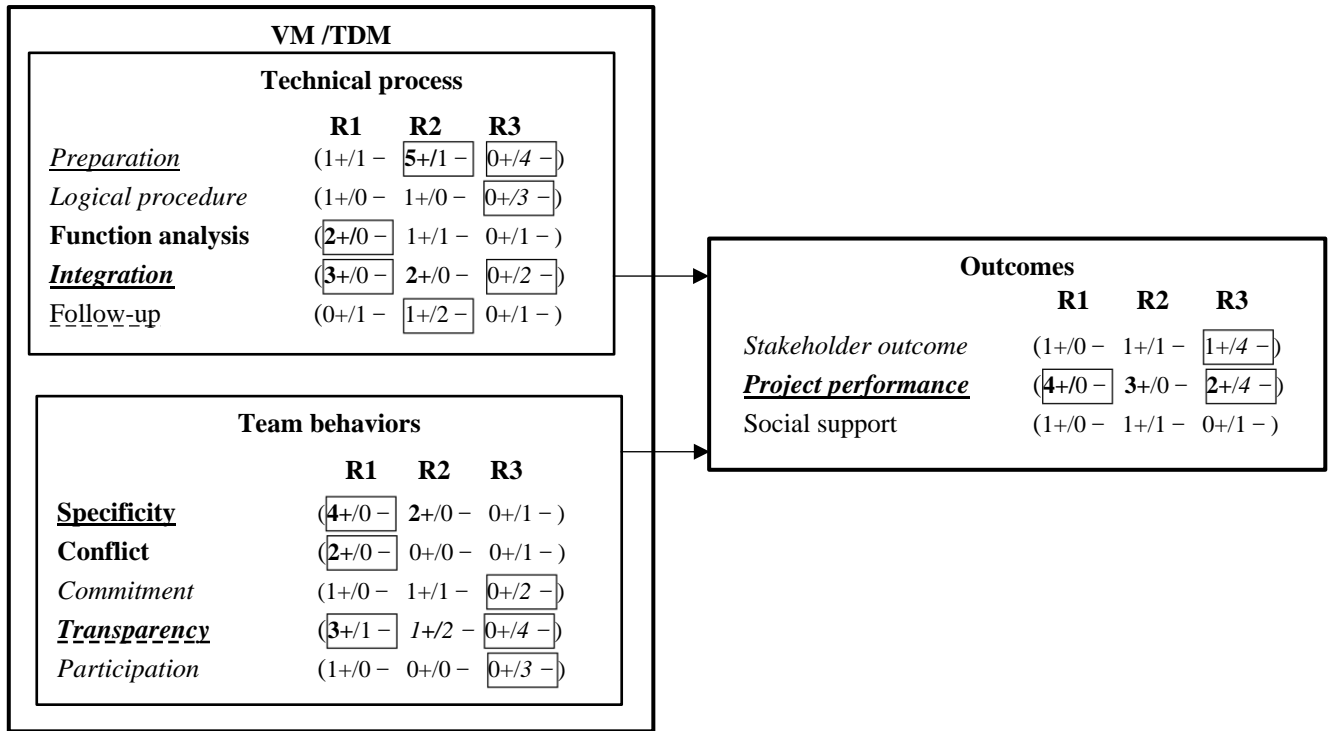 VM /TDM
Technical process
R1 R2 R3
Preparation (1+/1 − 5+/1 − 0+/4 −)
Logical procedure (1+/0 − 1+/0 − 0+/3 −)
Function analysis (2+/0 − 1+/1 − 0+/1 − )
Integration (3+/0 − 2+/0 − 0+/2 −)
Follow-up (0+/1 − 1+/2 − 0+/1 − )
Team behaviors
R1 R2 R3
Specificity (4+/0 − 2+/0 − 0+/1 − )
Conflict (2+/0 − 0+/0 − 0+/1 − )
Commitment (1+/0 − 1+/1 − 0+/2 −)
Transparency (3+/1 − 1+/2 − 0+/4 −)
Participation (1+/0 − 0+/0 − 0+/3 −)
Outcomes
R1 R2 R3
Stakeholder outcome (1+/0 − 1+/1 − 1+/4 −)
Project performance (4+/0 − 3+/0 − 2+/4 −)
Social support (1+/0 − 1+/1 − 0+/1 − )